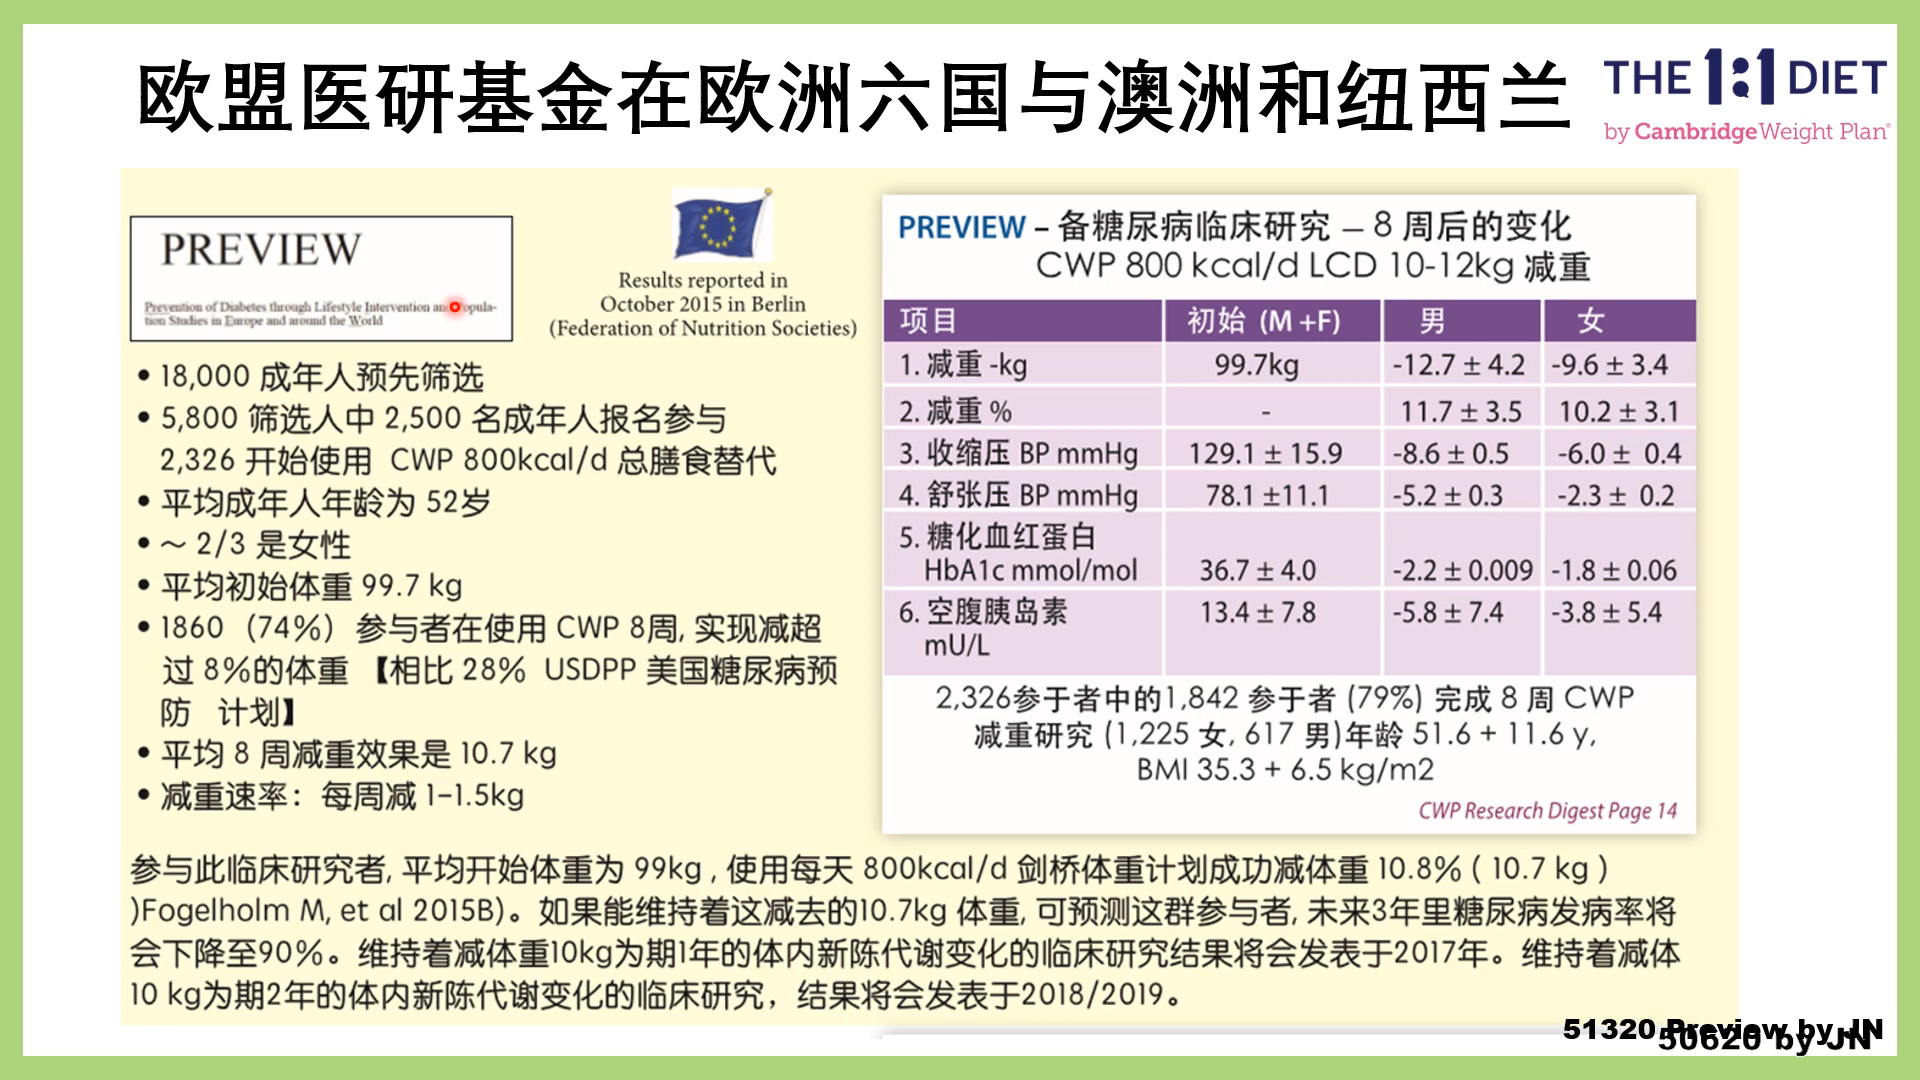 欧盟医研基金在欧洲六国与澳洲和纽西兰
THE 1:1 DIET
by CambridgeWeight Plan®
PREVIEW
Prevention of Diabetes through Lifestyle Intervention and Popula-
tion Studies in Europe and around the World
Results reported in
October 2015 in Berlin
(Federation of Nutrition Societies)
• 18,000 成年人预先筛选
• 5,800 筛选人中 2,500 名成年人报名参与
2,326 开始使用 CWP 800kcal/d 总膳食替代
• 平均成年人年龄为 52岁
• ～ 2/3 是女性
• 平均初始体重 99.7 kg
• 1860 （74%） 参与者在使用 CWP 8周, 实现减超
过 8%的体重 【相比 28% USDPP 美国糖尿病预
防 计划】
• 平均 8 周减重效果是 10.7 kg
• 减重速率： 每周减 1-1.5kg
PREVIEW – 备糖尿病临床研究 — 8 周后的变化
CWP 800 kcal/d LCD 10-12kg 减重
项目 初始 (M +F) 男 女
1. 减重 -kg 99.7kg -12.7 ± 4.2 -9.6 ± 3.4
2. 减重 % - 11.7 ± 3.5 10.2 ± 3.1
3. 收缩压 BP mmHg 129.1 ± 15.9 -8.6 ± 0.5 -6.0 ± 0.4
4. 舒张压 BP mmHg 78.1 ±11.1 -5.2 ± 0.3 -2.3 ± 0.2
5. 糖化血红蛋白
HbA1c mmol/mol 36.7 ± 4.0 -2.2 ± 0.009 -1.8 ± 0.06
6. 空腹胰岛素 13.4 ± 7.8 -5.8 ± 7.4 -3.8 ± 5.4
mU/L
2,326参于者中的1,842 参于者 (79%) 完成 8 周 CWP
减重研究 (1,225 女, 617 男)年龄 51.6 + 11.6 y,
BMI 35.3 + 6.5 kg/m2
CWP Research Digest Page 14
参与此临床研究者, 平均开始体重为 99kg , 使用每天 800kcal/d 剑桥体重计划成功减体重 10.8% ( 10.7 kg )
)Fogelholm M, et al 2015B)。如果能维持着这减去的10.7kg 体重, 可预测这群参与者, 未来3年里糖尿病发病率将
会下降至90%。维持着减体重10kg为期1年的体内新陈代谢变化的临床研究结果将会发表于2017年。维持着减体
10 kg为期2年的体内新陈代谢变化的临床研究，结果将会发表于2018/2019。
51320 Preview by JN
50620 by JN